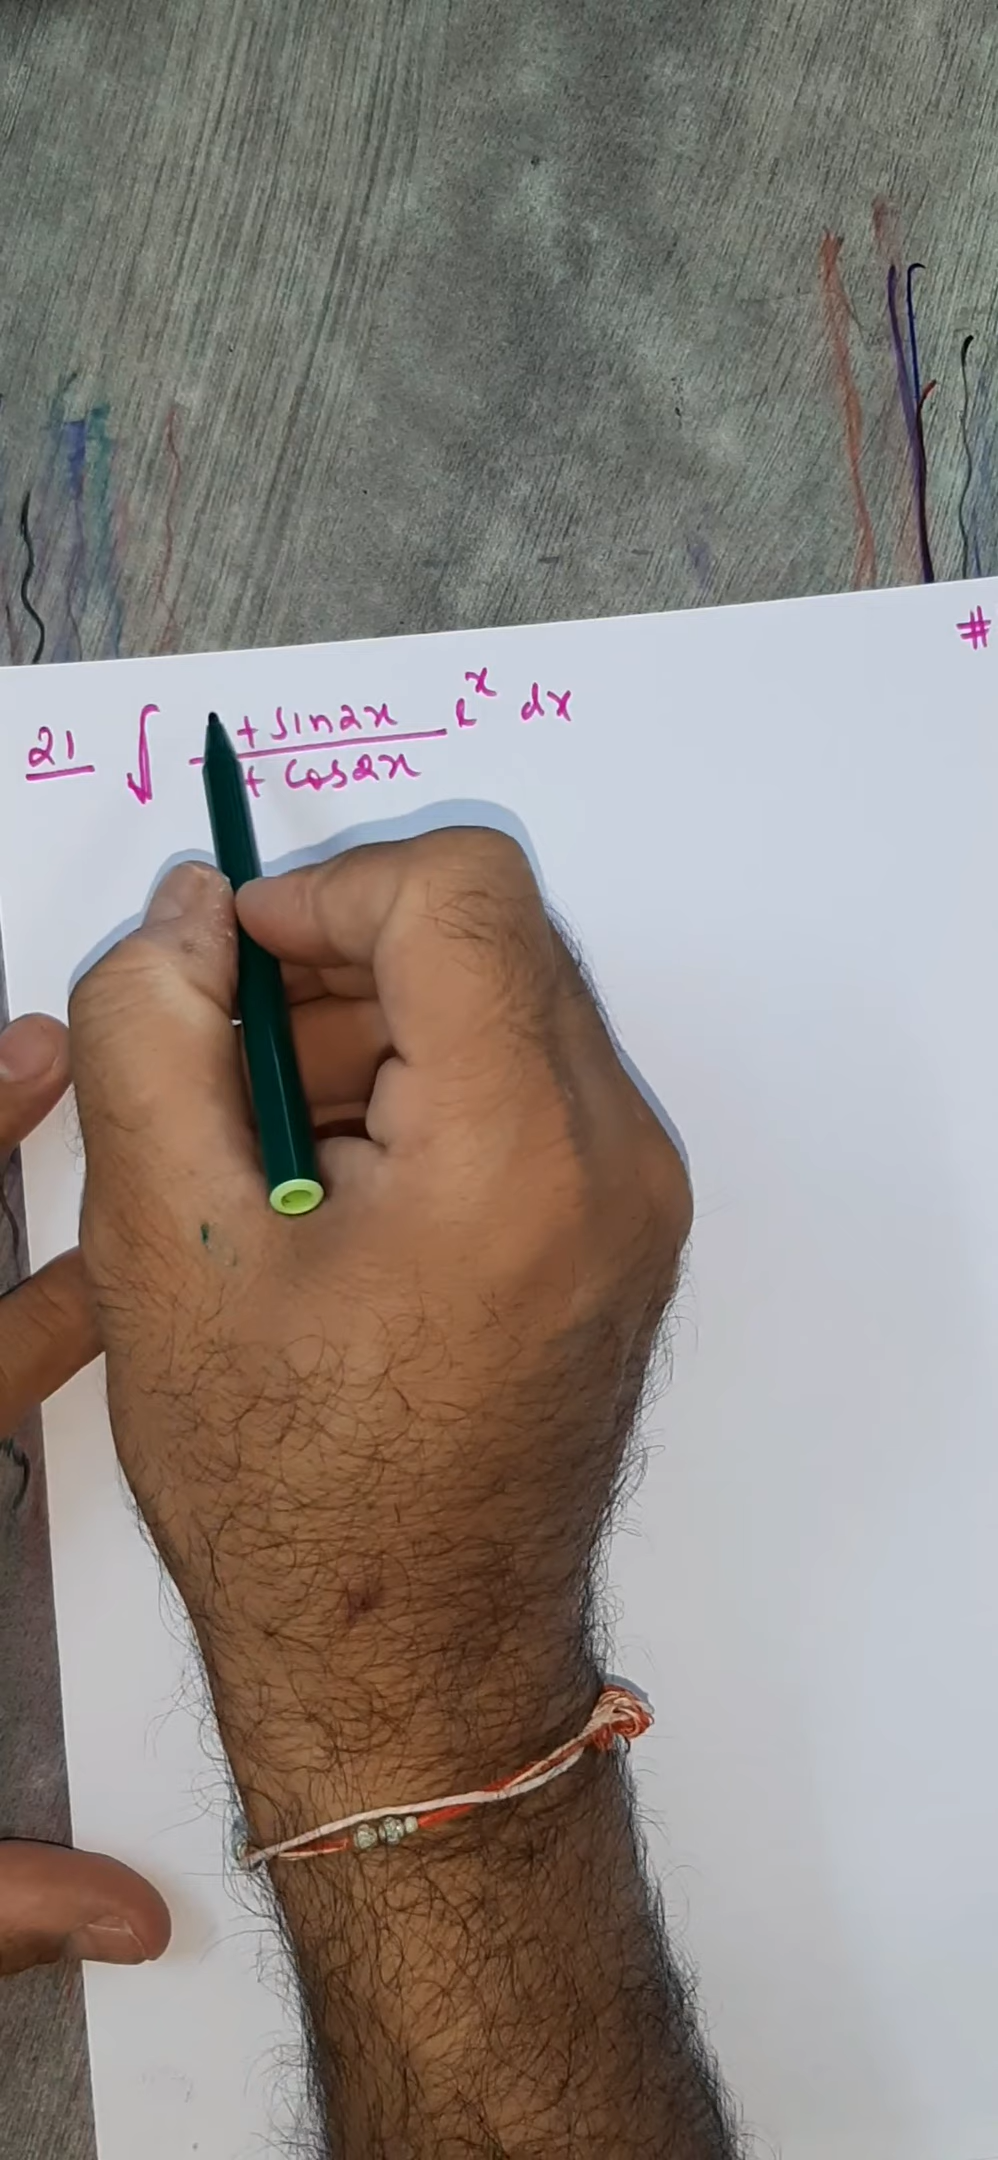 #
21 ∫ + sin2x / + cos2x e^x dx